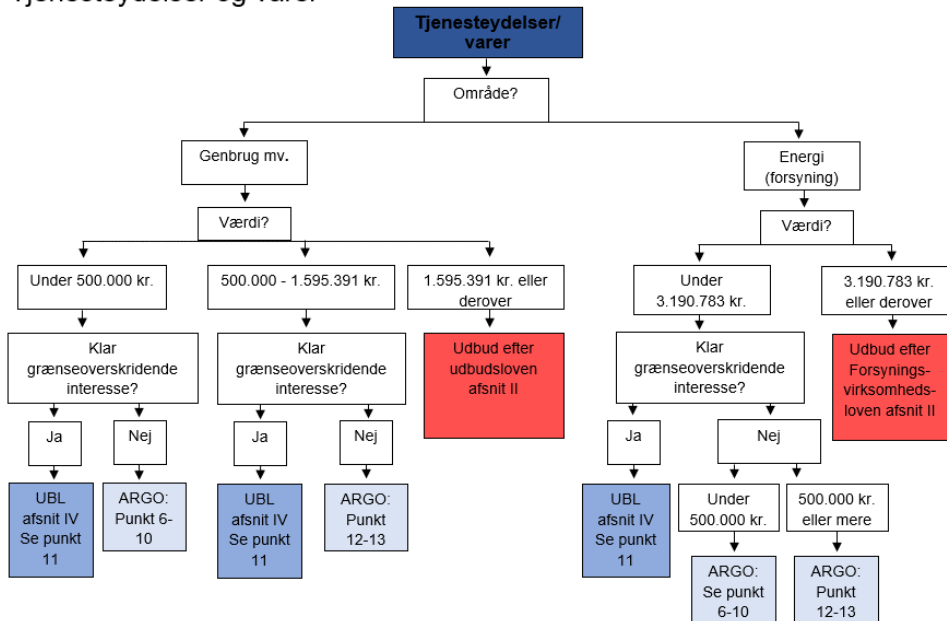 Tjenesteydelser og varer
Tjenesteydelser/
varer
Område?
Genbrug mv.
Energi
(forsyning)
Værdi?
Værdi?
Under 500.000 kr.
500.000 - 1.595.391 kr.
1.595.391 kr. eller
derover
Under
3.190.783 kr.
3.190.783 kr.
eller derover
Klar
grænseoverskridende
interesse?
Klar
grænseoverskridende
interesse?
Udbud efter
udbudsloven
afsnit II
Klar
grænseoverskridende
interesse?
Udbud efter
Forsynings-
virksomheds-
loven afsnit II
Ja
Nej
Ja
Nej
Ja
Nej
UBL
afsnit IV
Se punkt
11
ARGO:
Punkt 6-
10
UBL
afsnit IV
Se punkt
11
ARGO:
Punkt
12-13
UBL
afsnit IV
Se punkt
11
Under
500.000 kr.
500.000 kr.
eller mere
ARGO:
Se punkt
6-10
ARGO:
Punkt
12-13